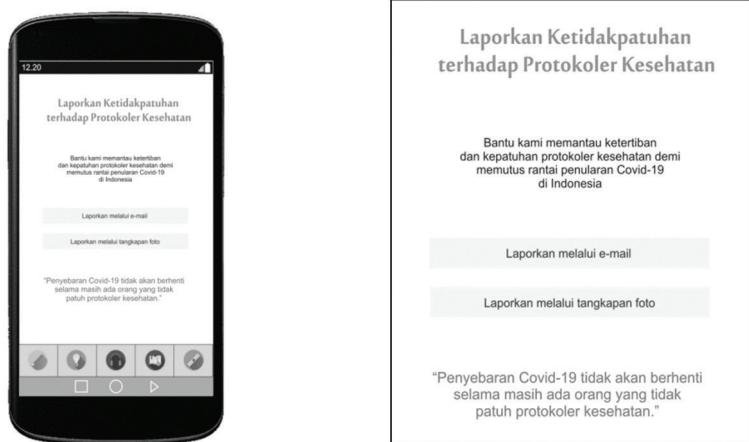 12.20
Laporkan Ketidakpatuhan
terhadap Protokoler Kesehatan
Bantu kami memantau ketertiban
dan kepatuhan protokoler kesehatan demi
memutus rantai penularan Covid-19
di Indonesia
Laporkan melalui e-mail
Laporkan melalui tangkapan foto
"Penyebaran Covid-19 tidak akan berhenti
selama masih ada orang yang tidak
patuh protokoler kesehatan."
Laporkan Ketidakpatuhan
terhadap Protokoler Kesehatan
Bantu kami memantau ketertiban
dan kepatuhan protokoler kesehatan demi
memutus rantai penularan Covid-19
di Indonesia
Laporkan melalui e-mail
Laporkan melalui tangkapan foto
“Penyebaran Covid-19 tidak akan berhenti
selama masih ada orang yang tidak
patuh protokoler kesehatan.”